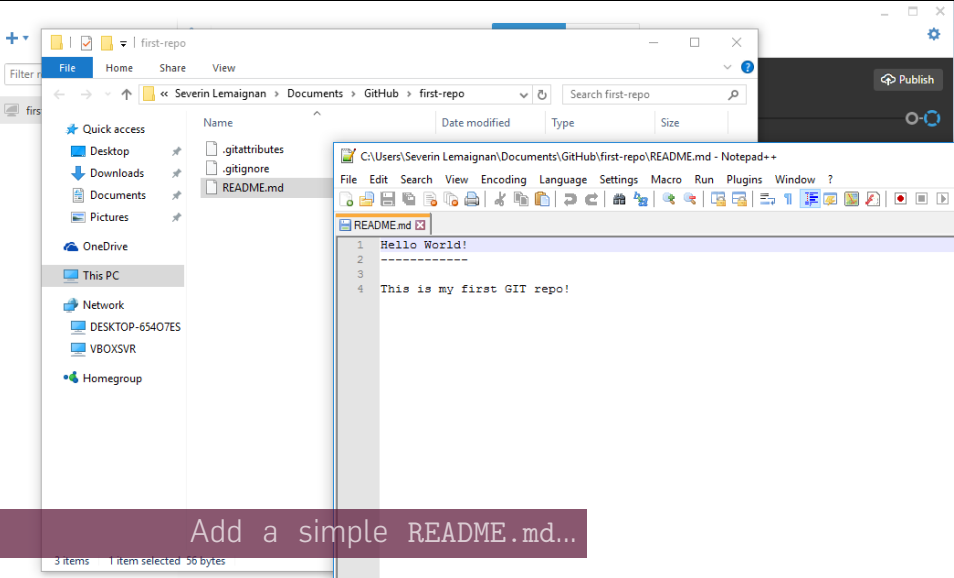 first-repo
File Home Share View
Filter
Publish
« Severin Lemaignan > Documents > GitHub > first-repo
Search first-repo
firs
Name Date modified Type Size
Quick access
Desktop
Downloads
Documents
Pictures
OneDrive
This PC
Network
DESKTOP-654O7ES
VBOXSVR
Homegroup
.gitattributes
.gitignore
README.md
C:\Users\Severin Lemaignan\Documents\GitHub\first-repo\README.md - Notepad++
File Edit Search View Encoding Language Settings Macro Run Plugins Window ?
README.md
1 Hello World!
2 ------------
3
4 This is my first GIT repo!
Add a simple README.md...
3 items 1 item selected 56 bytes